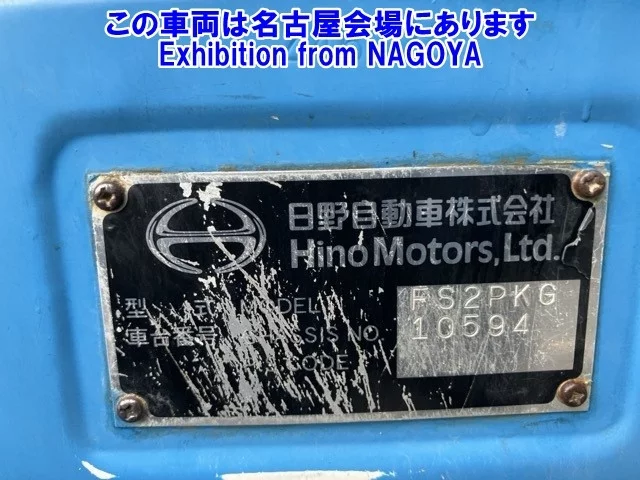 この車両は名古屋会場にあります
Exhibition from NAGOYA
日野自動車株式会社
Hino Motors, Ltd.
型 式 MODEL FS2PKG
車台番号 CHASSIS NO. 10594
CODE